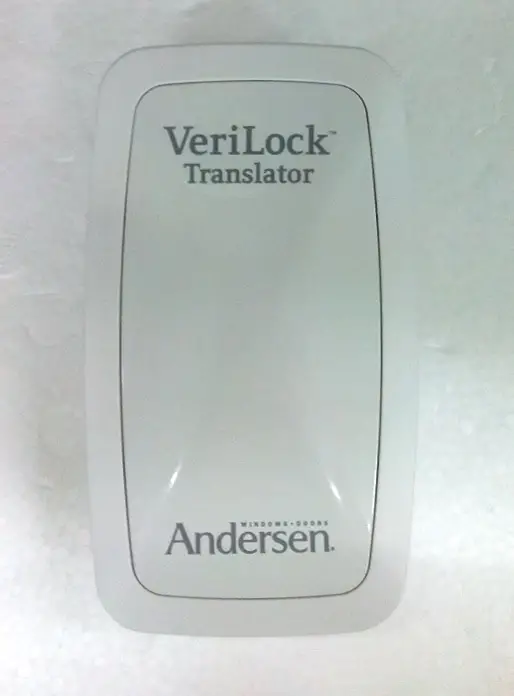 VeriLock™
Translator
WINDOWS • DOORS
Andersen®